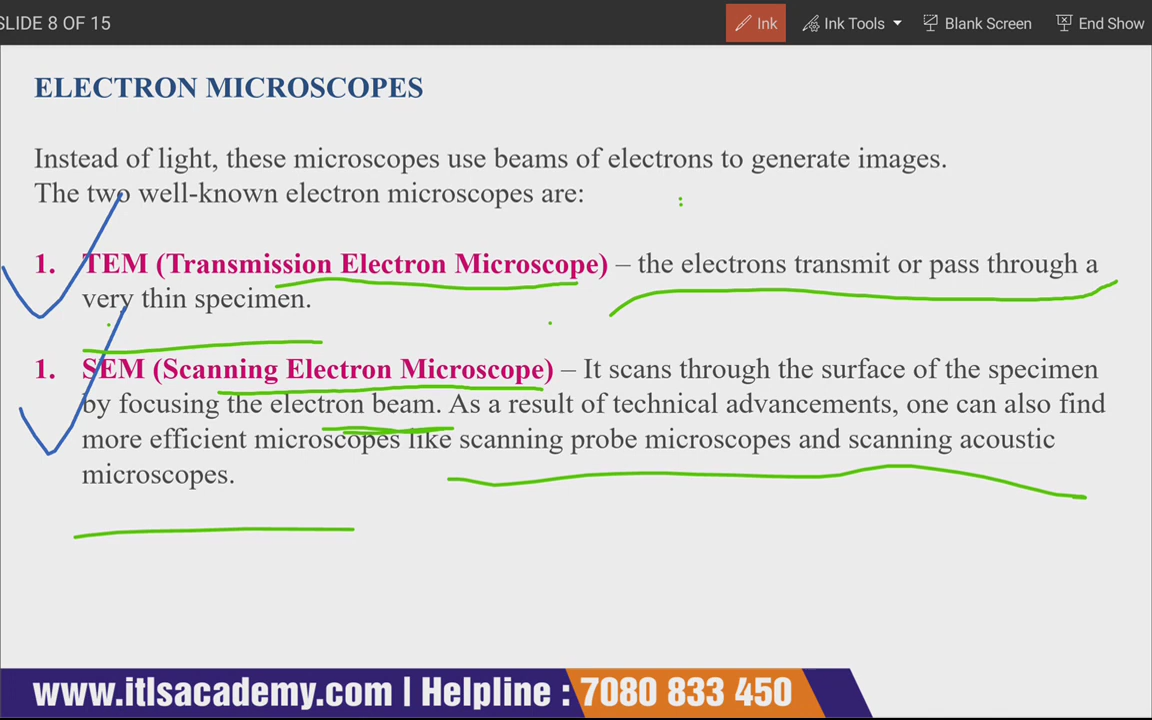 SLIDE 8 OF 15
Ink
Ink Tools
Blank Screen
End Show
ELECTRON MICROSCOPES
Instead of light, these microscopes use beams of electrons to generate images.
The two well-known electron microscopes are:
1. TEM (Transmission Electron Microscope) – the electrons transmit or pass through a
very thin specimen.
1. SEM (Scanning Electron Microscope) – It scans through the surface of the specimen
by focusing the electron beam. As a result of technical advancements, one can also find
more efficient microscopes like scanning probe microscopes and scanning acoustic
microscopes.
www.itlsacademy.com | Helpline : 7080 833 450